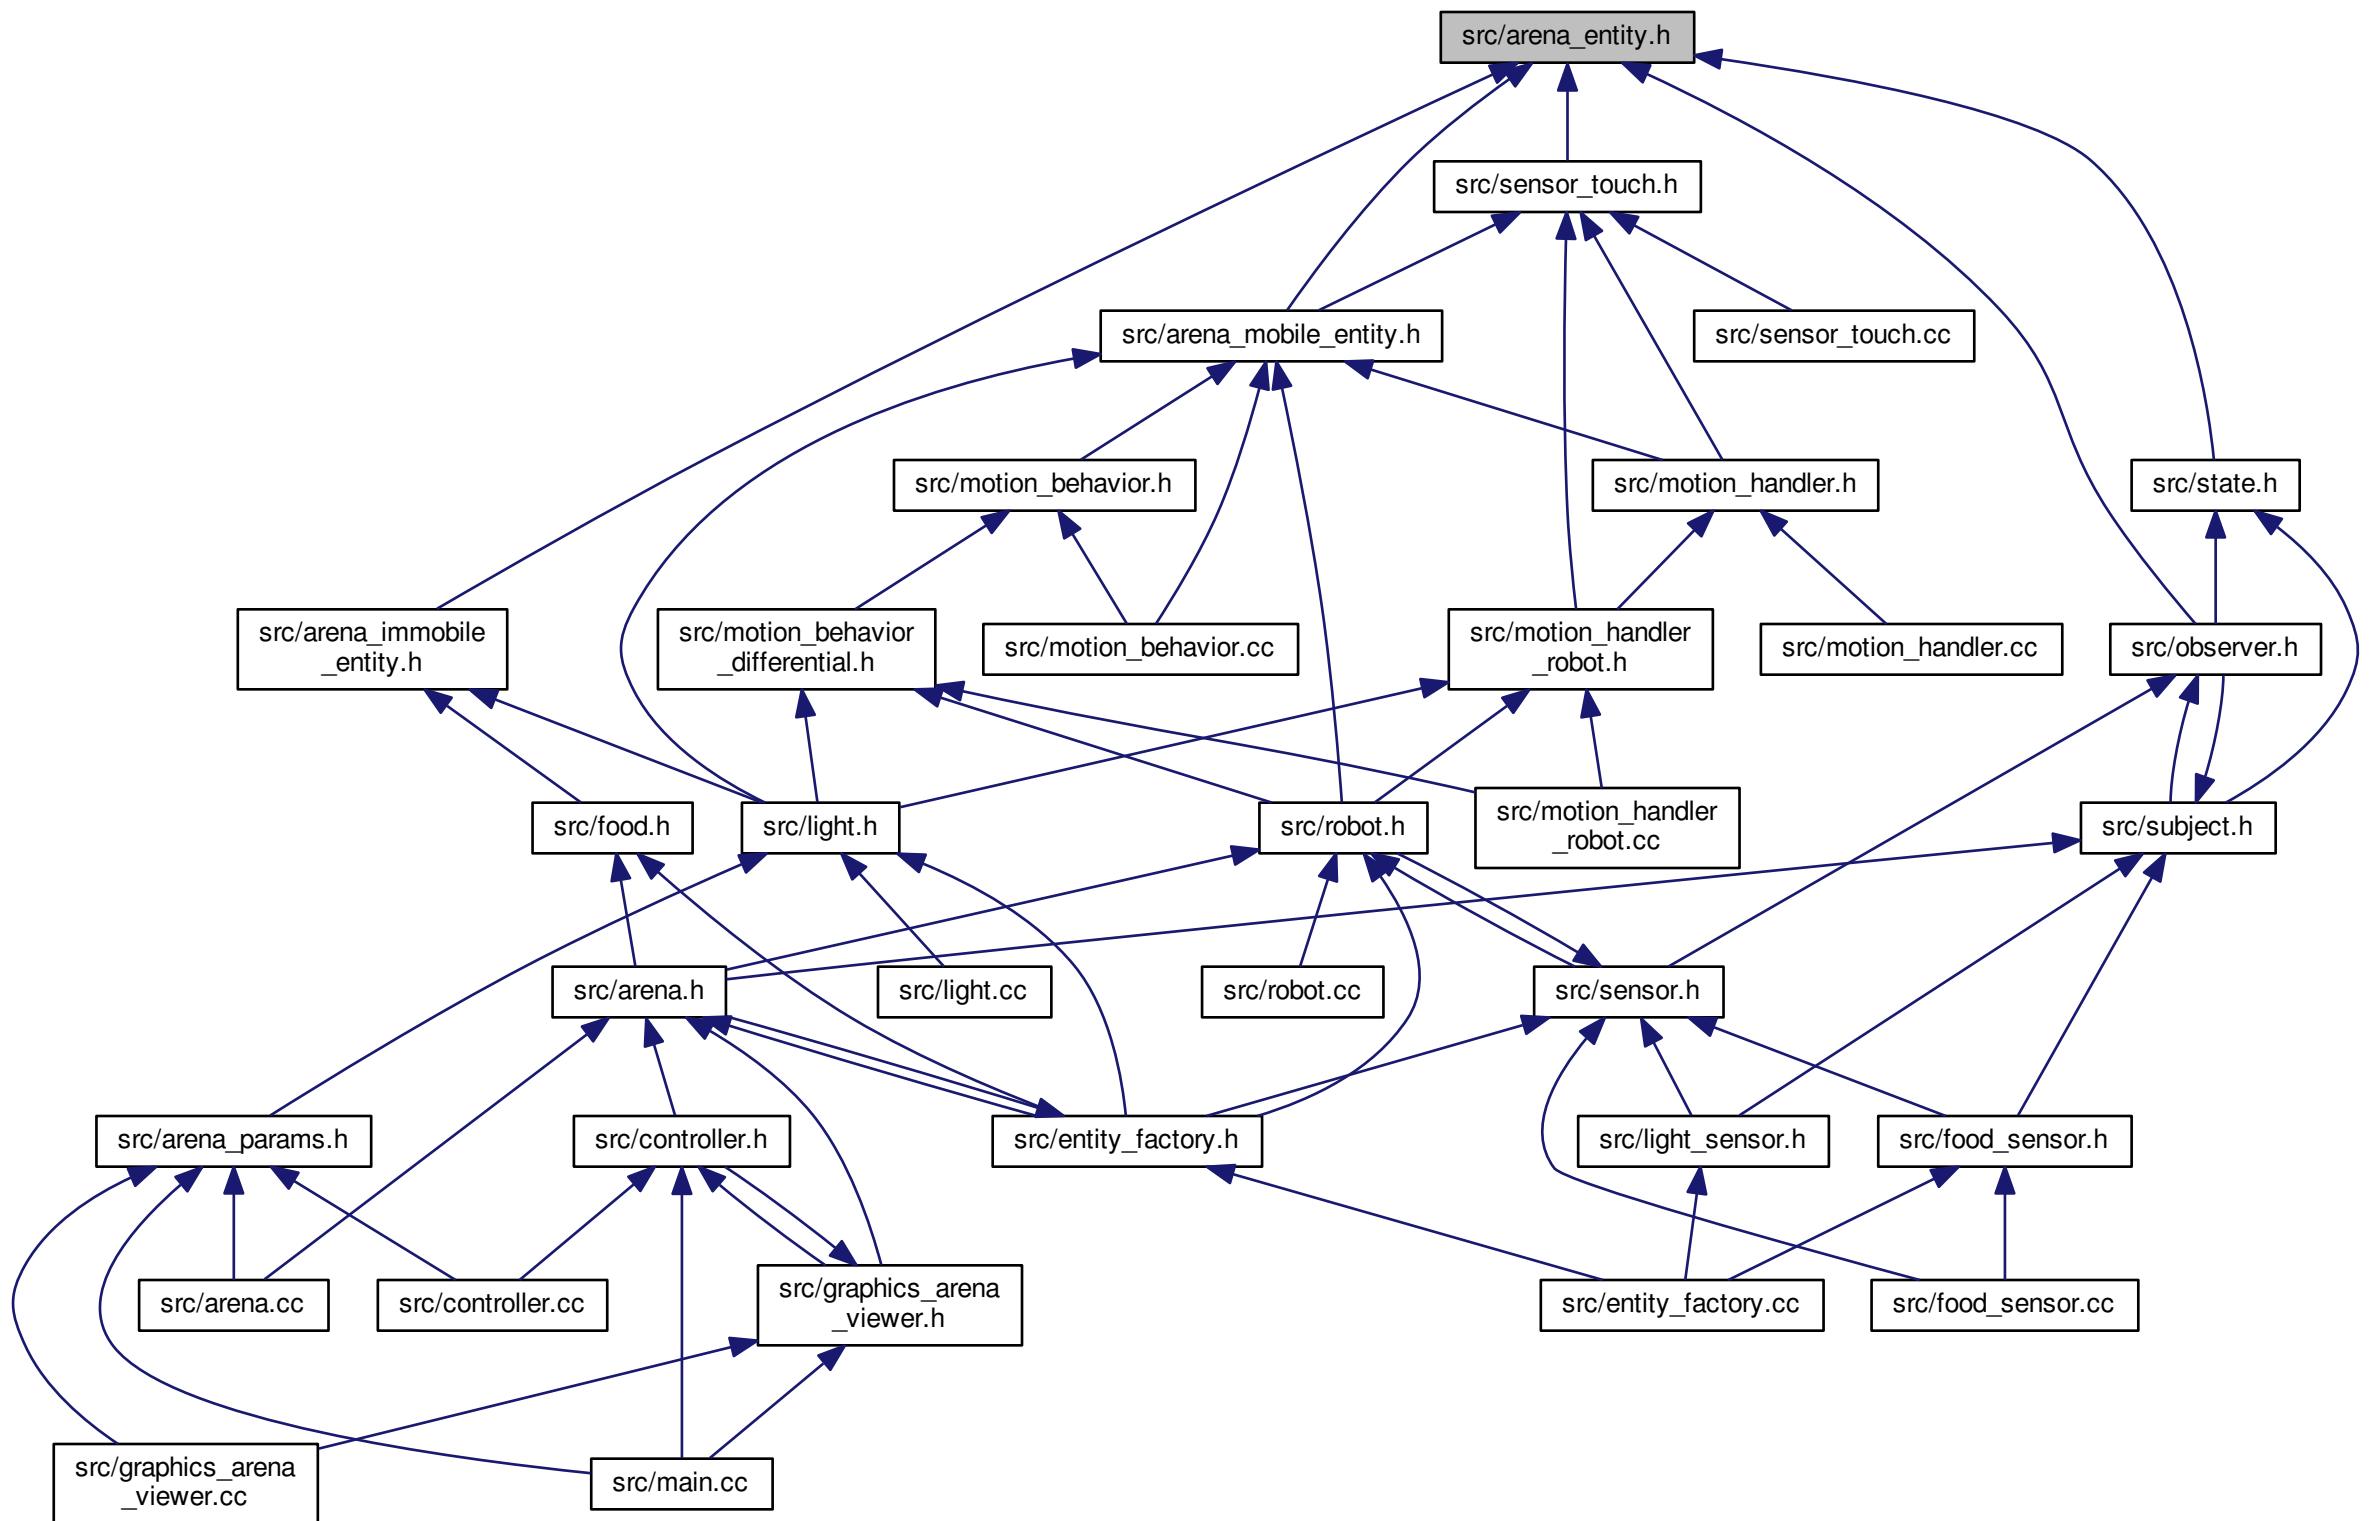 src/arena_entity.h
src/sensor_touch.h
src/arena_mobile_entity.h
src/sensor_touch.cc
src/motion_behavior.h
src/motion_handler.h
src/state.h
src/arena_immobile
_entity.h
src/motion_behavior
_differential.h
src/motion_behavior.cc
src/motion_handler
_robot.h
src/motion_handler.cc
src/observer.h
src/food.h
src/light.h
src/robot.h
src/motion_handler
_robot.cc
src/subject.h
src/arena.h
src/light.cc
src/robot.cc
src/sensor.h
src/arena_params.h
src/controller.h
src/entity_factory.h
src/light_sensor.h
src/food_sensor.h
src/arena.cc
src/controller.cc
src/graphics_arena
_viewer.h
src/entity_factory.cc
src/food_sensor.cc
src/graphics_arena
_viewer.cc
src/main.cc